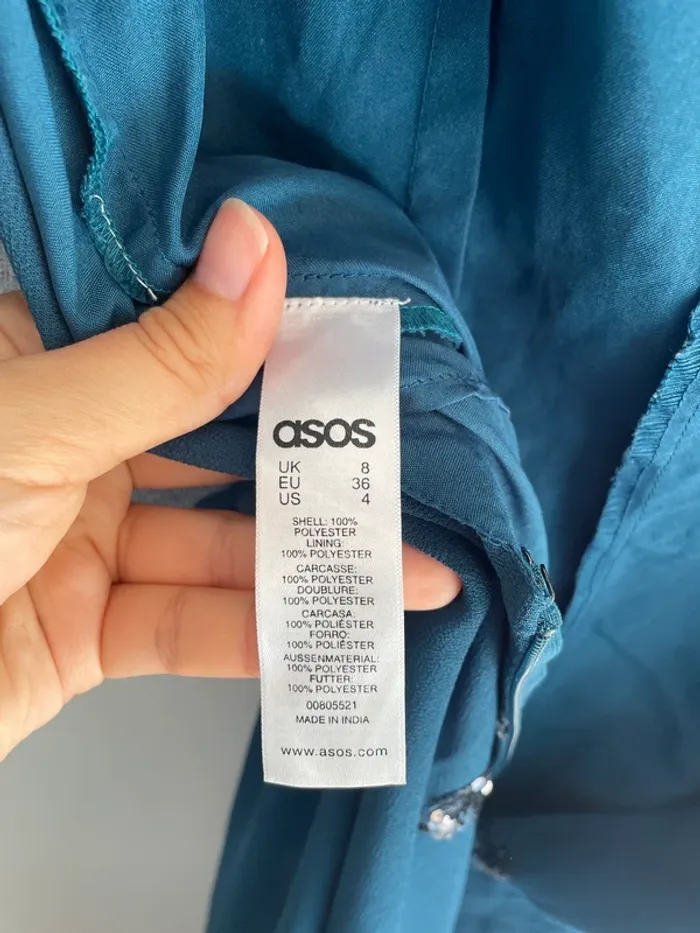 asos
UK 8
EU 36
US 4
SHELL: 100%
POLYESTER
LINING:
100% POLYESTER
CARCASSE:
100% POLYESTER
DOUBLURE:
100% POLYESTER
CARCASA:
100% POLIÉSTER
FORRO:
100% POLIÉSTER
AUSSENMATERIAL:
100% POLYESTER
FUTTER:
100% POLYESTER
00805521
MADE IN INDIA
www.asos.com